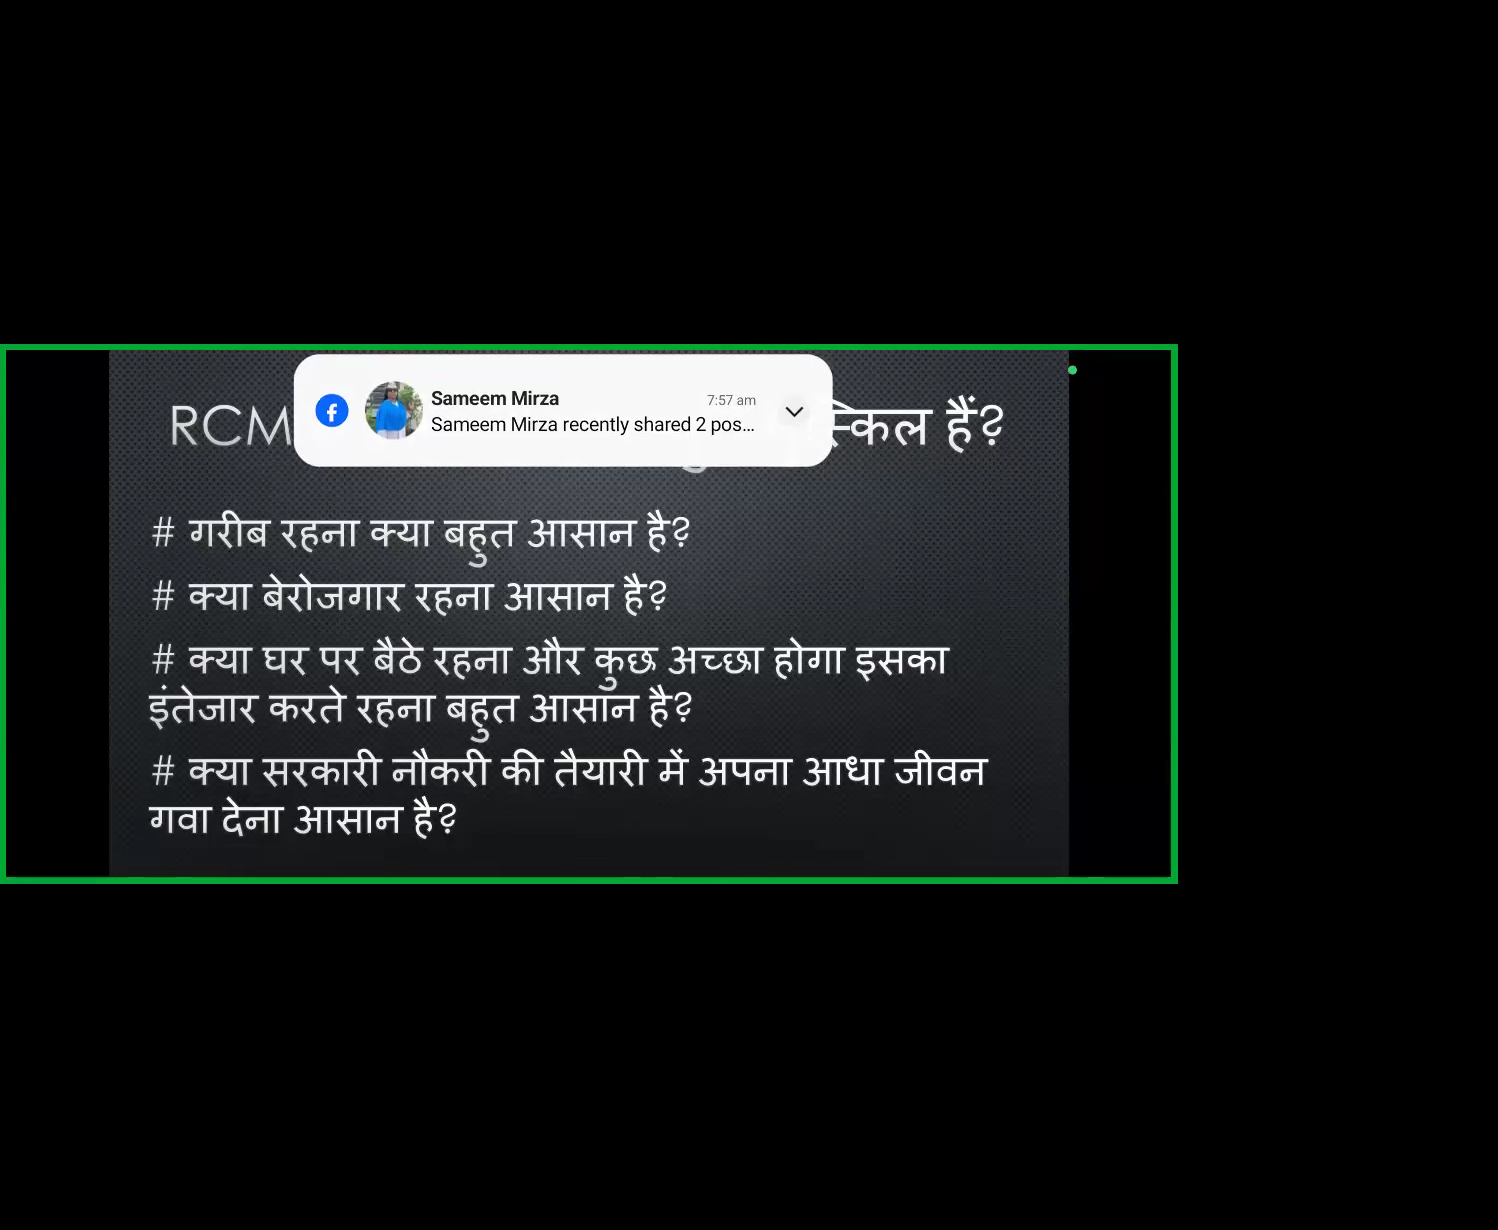 Sameem Mirza 7:57 am
Sameem Mirza recently shared 2 pos...
RCM हैं?
# गरीब रहना क्या बहुत आसान है?
# क्या बेरोजगार रहना आसान है?
# क्या घर पर बैठे रहना और कुछ अच्छा होगा इसका
इंतेजार करते रहना बहुत आसान है?
# क्या सरकारी नौकरी की तैयारी में अपना आधा जीवन
गवा देना आसान है?